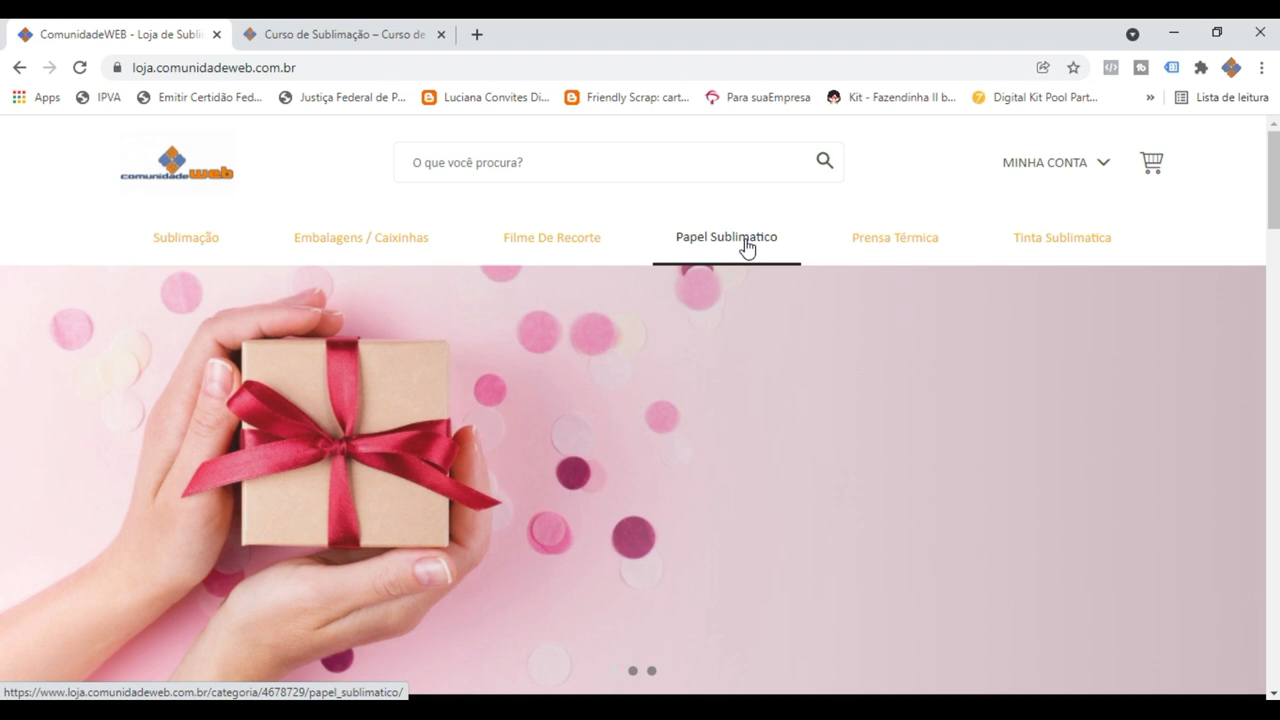 ComunidadeWEB - Loja de Subli
Curso de Sublimação – Curso de
loja.comunidadeweb.com.br
Apps
IPVA
Emitir Certidão Fed...
Justiça Federal de P...
Luciana Convites Di...
Friendly Scrap: cart...
Para suaEmpresa
Kit - Fazendinha II b...
Digital Kit Pool Part...
»
Lista de leitura
comunidadeweb
O que você procura?
MINHA CONTA
Sublimação
Embalagens / Caixinhas
Filme De Recorte
Papel Sublimatico
Prensa Térmica
Tinta Sublimatica
https://www.loja.comunidadeweb.com.br/categoria/4678729/papel_sublimatico/